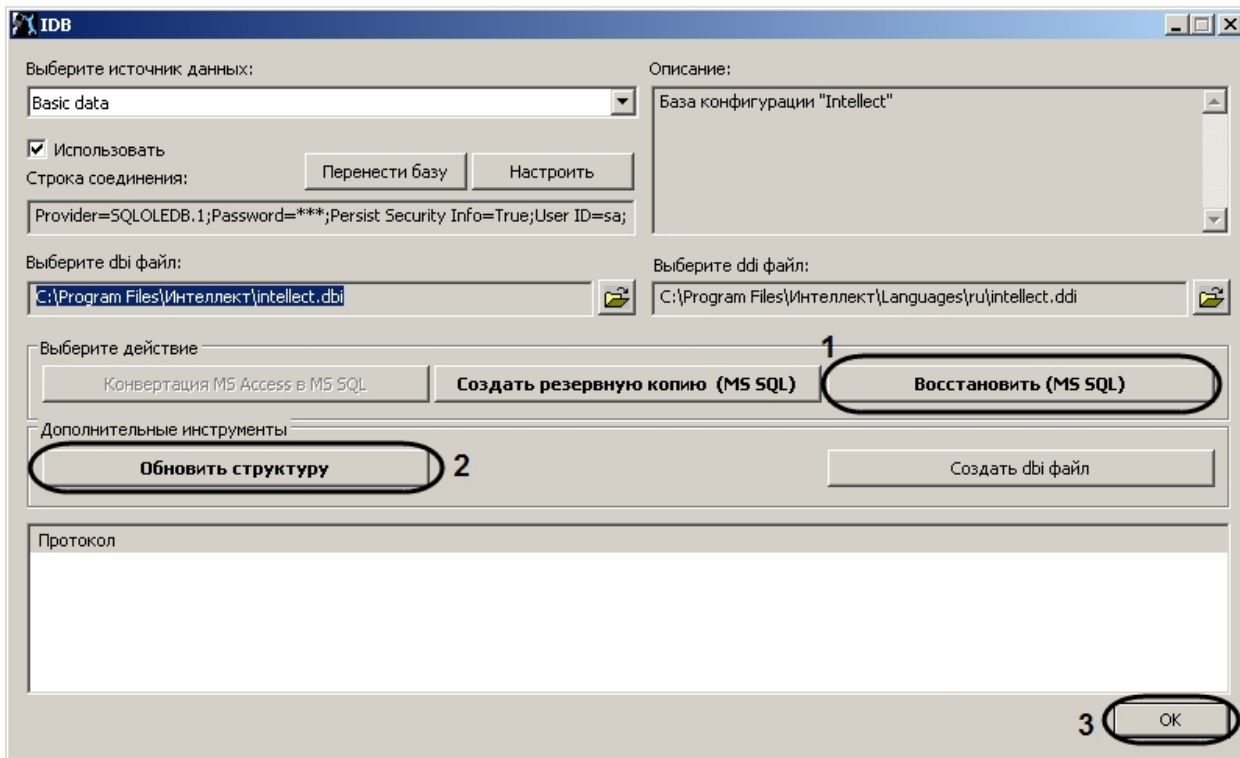 IDB
Выберите источник данных:
Описание:
Basic data
База конфигурации "Intellect"
Использовать
Строка соединения:
Перенести базу
Настроить
Provider=SQLOLEDB.1;Password=***;Persist Security Info=True;User ID=sa;
Выберите dbi файл:
Выберите ddi файл:
C:\Program Files\Интеллект\intellect.dbi
C:\Program Files\Интеллект\Languages\ru\intellect.ddi
Выберите действие
1
Конвертация MS Access в MS SQL
Создать резервную копию (MS SQL)
Восстановить (MS SQL)
Дополнительные инструменты
Обновить структуру
2
Создать dbi файл
Протокол
3
OK